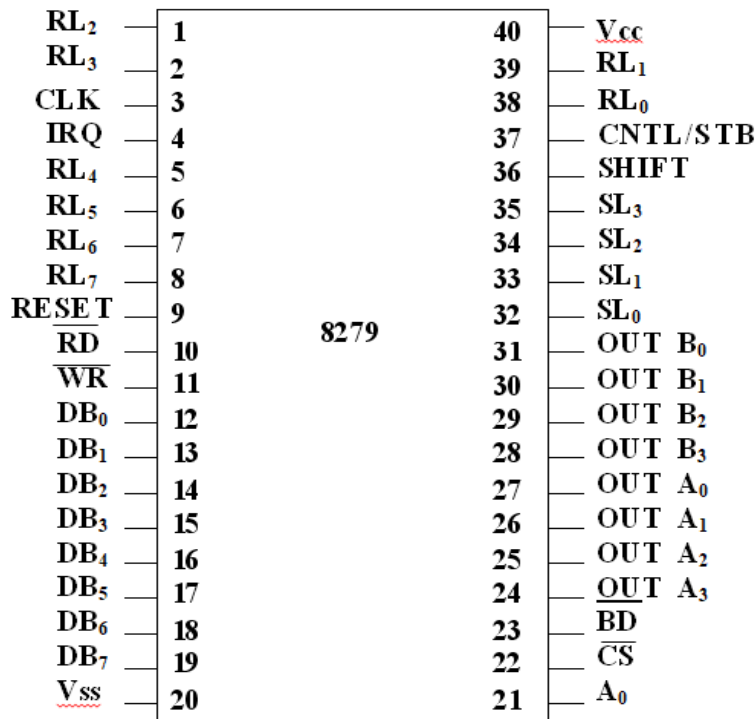 RL₂ 1 40 Vcc
RL₃ 2 39 RL₁
CLK 3 38 RL₀
IRQ 4 37 CNTL/STB
RL₄ 5 36 SHIFT
RL₅ 6 35 SL₃
RL₆ 7 34 SL₂
RL₇ 8 33 SL₁
RESET 9 32 SL₀
8279
R̅D̅ 10 31 OUT B₀
W̅R̅ 11 30 OUT B₁
DB₀ 12 29 OUT B₂
DB₁ 13 28 OUT B₃
DB₂ 14 27 OUT A₀
DB₃ 15 26 OUT A₁
DB₄ 16 25 OUT A₂
DB₅ 17 24 OUT A₃
DB₆ 18 23 B̅D̅
DB₇ 19 22 C̅S̅
Vss 20 21 A₀